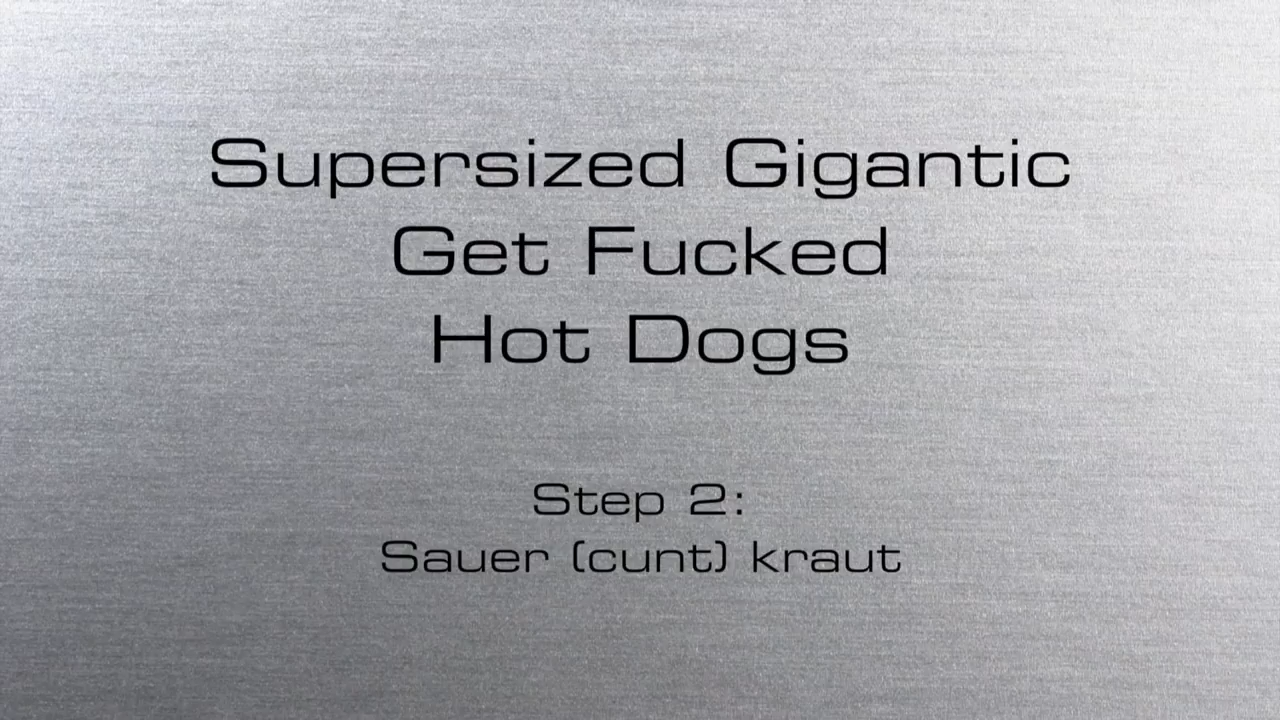 Supersized Gigantic
Get Fucked
Hot Dogs
Step 2:
Sauer (cunt) kraut